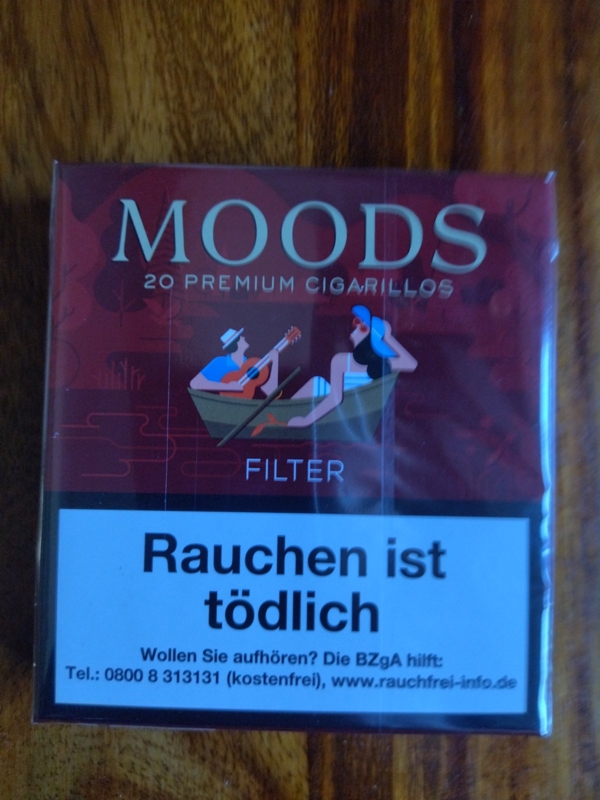 MOODS
20 PREMIUM CIGARILLOS
FILTER
Rauchen ist
tödlich
Wollen Sie aufhören? Die BZgA hilft:
Tel.: 0800 8 313131 (kostenfrei), www.rauchfrei-info.de